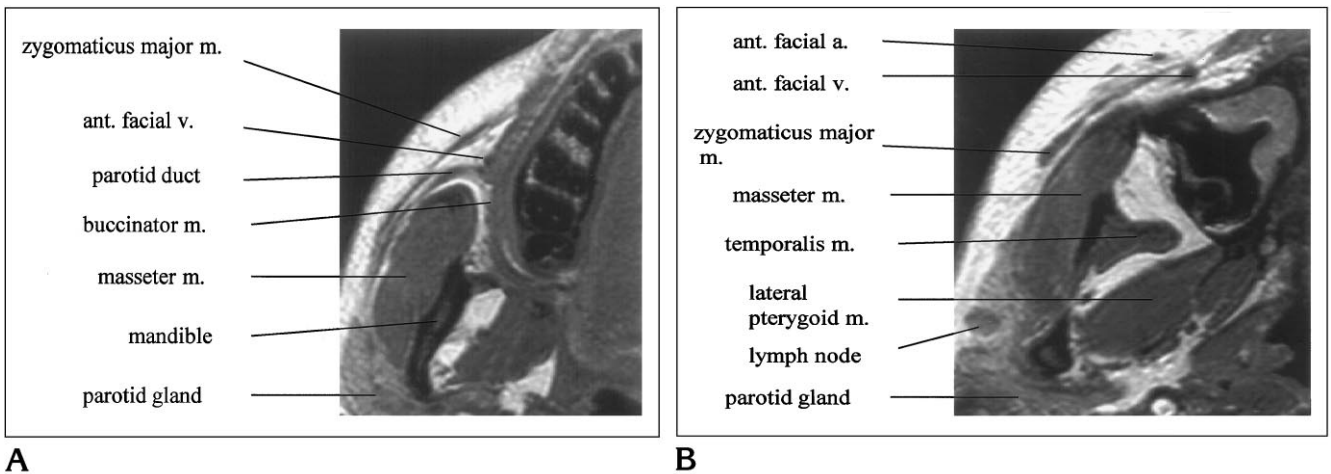 zygomaticus major m.
ant. facial v.
parotid duct
buccinator m.
masseter m.
mandible
parotid gland
A
ant. facial a.
ant. facial v.
zygomaticus major
m.
masseter m.
temporalis m.
lateral
pterygoid m.
lymph node
parotid gland
B